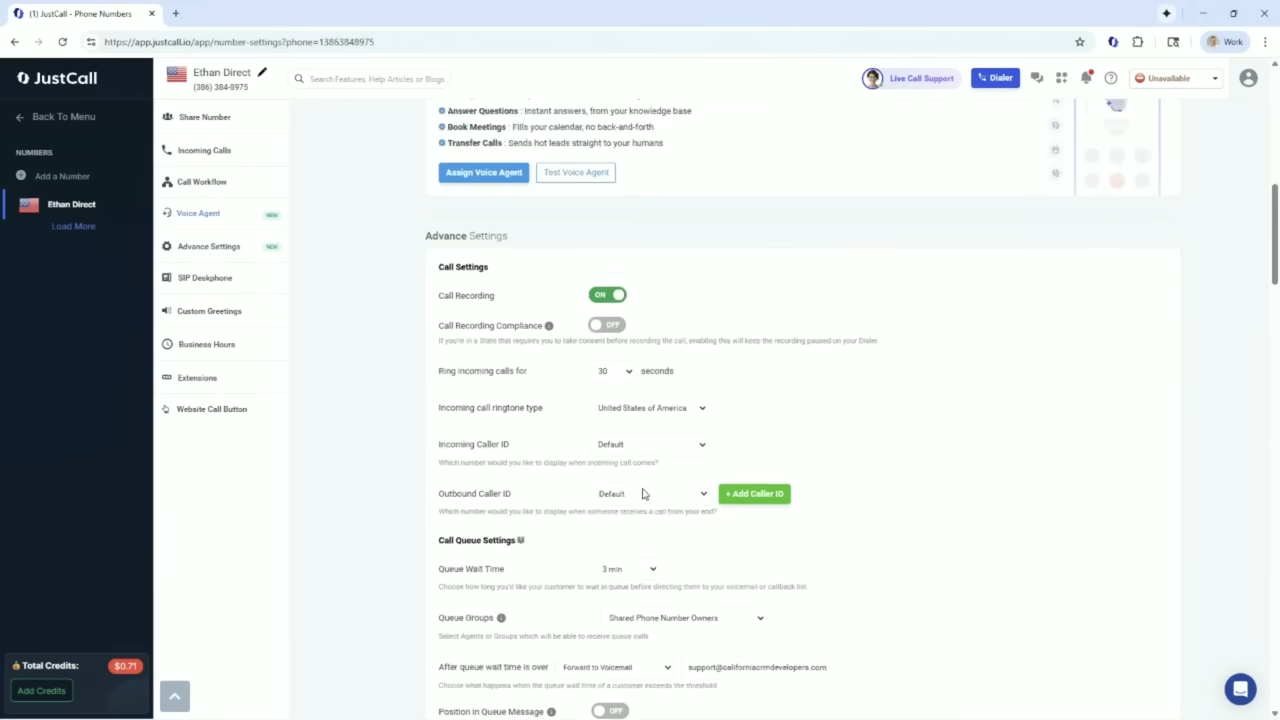 (1) JustCall - Phone Numbers
https://app.justcall.io/app/number-settings?phone=13863848975
Work
JustCall
Ethan Direct
(386) 384-8975
Search Features, Help Articles or Blogs
Live Call Support
Dialer
Unavailable
Back To Menu
NUMBERS
Add a Number
Ethan Direct
Load More
Total Credits:
$0.71
Add Credits
Share Number
Incoming Calls
Call Workflow
Voice Agent
NEW
Advance Settings
NEW
SIP Deskphone
Custom Greetings
Business Hours
Extensions
Website Call Button
Answer Questions : Instant answers, from your knowledge base
Book Meetings : Fills your calendar, no back-and-forth
Transfer Calls : Sends hot leads straight to your humans
Assign Voice Agent
Test Voice Agent
Advance Settings
Call Settings
Call Recording
ON
Call Recording Compliance
OFF
If you're in a State that requires you to take consent before recording the call, enabling this will keep the recording paused on your Dialer.
Ring incoming calls for
30
seconds
Incoming call ringtone type
United States of America
Incoming Caller ID
Default
Which number would you like to display when incoming call comes?
Outbound Caller ID
Default
+ Add Caller ID
Which number would you like to display when someone receives a call from your end?
Call Queue Settings
Queue Wait Time
3 min
Choose how long you'd like your customer to wait in queue before directing them to your voicemail or callback list.
Queue Groups
Shared Phone Number Owners
Select Agents or Groups which will be able to receive queue calls
After queue wait time is over
Forward to Voicemail
support@californiacrmdevelopers.com
Choose what happens when the queue wait time of a customer exceeds the threshold
Position in Queue Message
OFF